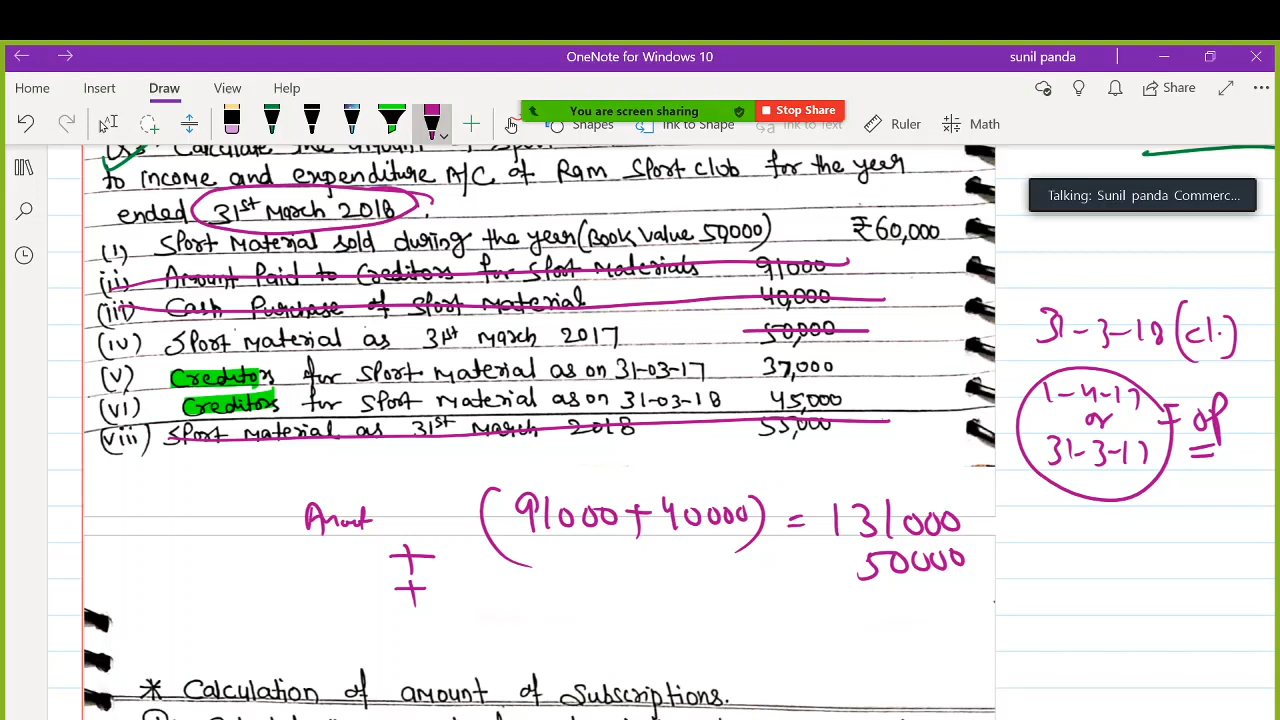 OneNote for Windows 10
sunil panda
Home Insert Draw View Help
You are screen sharing
Stop Share
Share
Shapes Ink to Shape Ink to Text Ruler Math
Talking: Sunil panda Commerc...
Calculate the amount
to income and expenditure A/C of Ram Sport club for the year
ended 31st March 2018.
(i) Sport Material sold during the year (Book Value 50,000) ₹60,000
(ii) Amount Paid to Creditors for Sport Materials 91000
(iii) Cash Purchase of Sport Material 40,000
(iv) Sport Material as 31st March 2017 50,000
(v) Creditors for Sport Material as on 31-03-17 37,000
(vi) Creditors for Sport Material as on 31-03-18 45,000
(viii) Sport Material as 31st March 2018 55,000
31-3-18 (cl.)
1-4-17
or
31-3-17
= op
(91000+40000) = 131000
+ 50000
+
* Calculation of amount of Subscriptions.